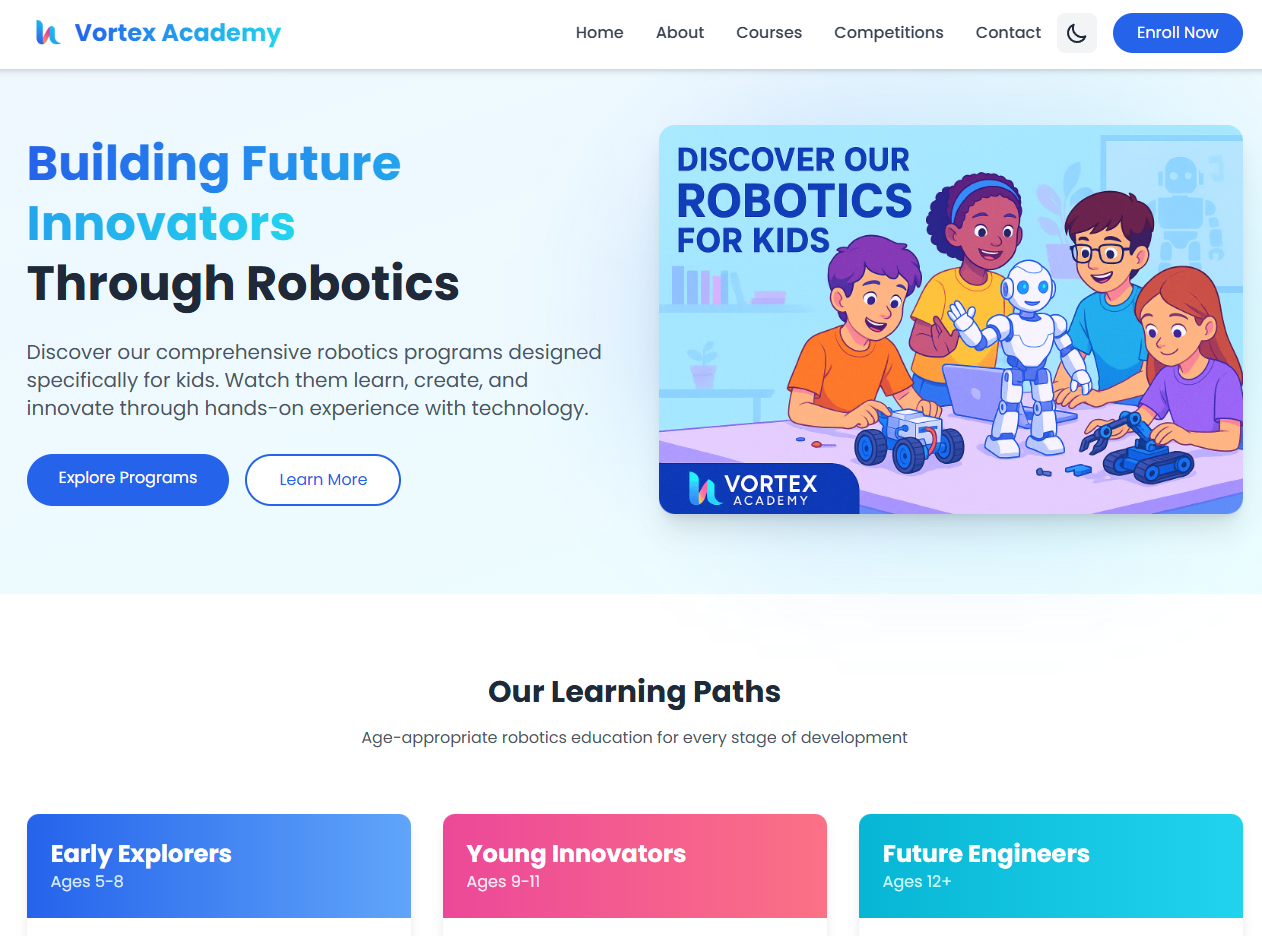 Vortex Academy
Home
About
Courses
Competitions
Contact
Enroll Now
Building Future
Innovators
Through Robotics
Discover our comprehensive robotics programs designed
specifically for kids. Watch them learn, create, and
innovate through hands-on experience with technology.
Explore Programs
Learn More
DISCOVER OUR
ROBOTICS
FOR KIDS
VORTEX
ACADEMY
Our Learning Paths
Age-appropriate robotics education for every stage of development
Early Explorers
Ages 5-8
Young Innovators
Ages 9-11
Future Engineers
Ages 12+